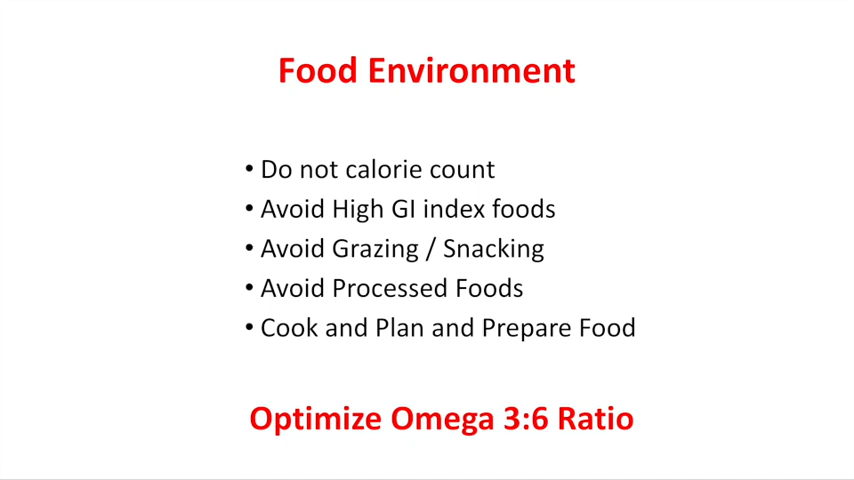 Food Environment
• Do not calorie count
• Avoid High GI index foods
• Avoid Grazing / Snacking
• Avoid Processed Foods
• Cook and Plan and Prepare Food
Optimize Omega 3:6 Ratio